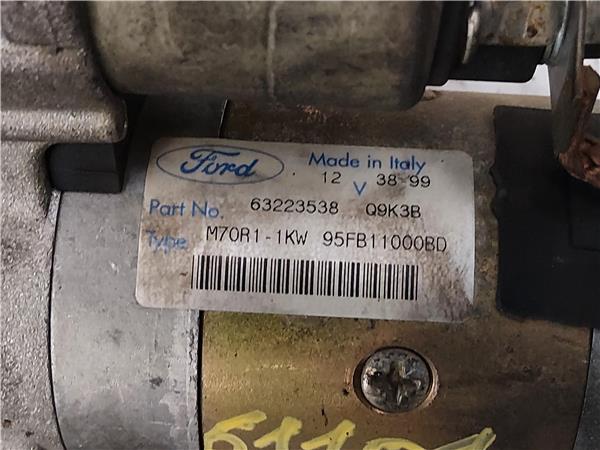 Ford Made in Italy
12 V 38-99
Part No. 63223538 Q9K3B
Type M70R1-1KW 95FB11000BD